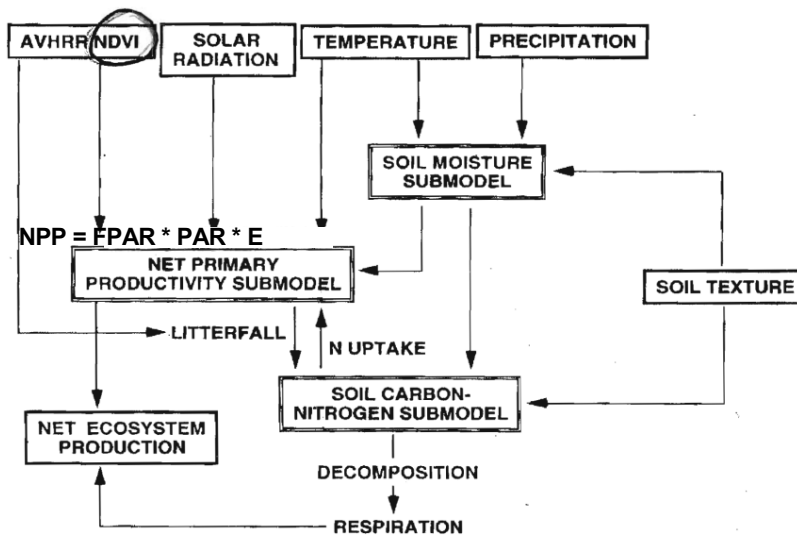 AVHRR NDVI
SOLAR
RADIATION
TEMPERATURE
PRECIPITATION
SOIL MOISTURE
SUBMODEL
NPP = FPAR * PAR * E
NET PRIMARY
PRODUCTIVITY SUBMODEL
SOIL TEXTURE
LITTERFALL
N UPTAKE
SOIL CARBON-
NITROGEN SUBMODEL
NET ECOSYSTEM
PRODUCTION
DECOMPOSITION
RESPIRATION